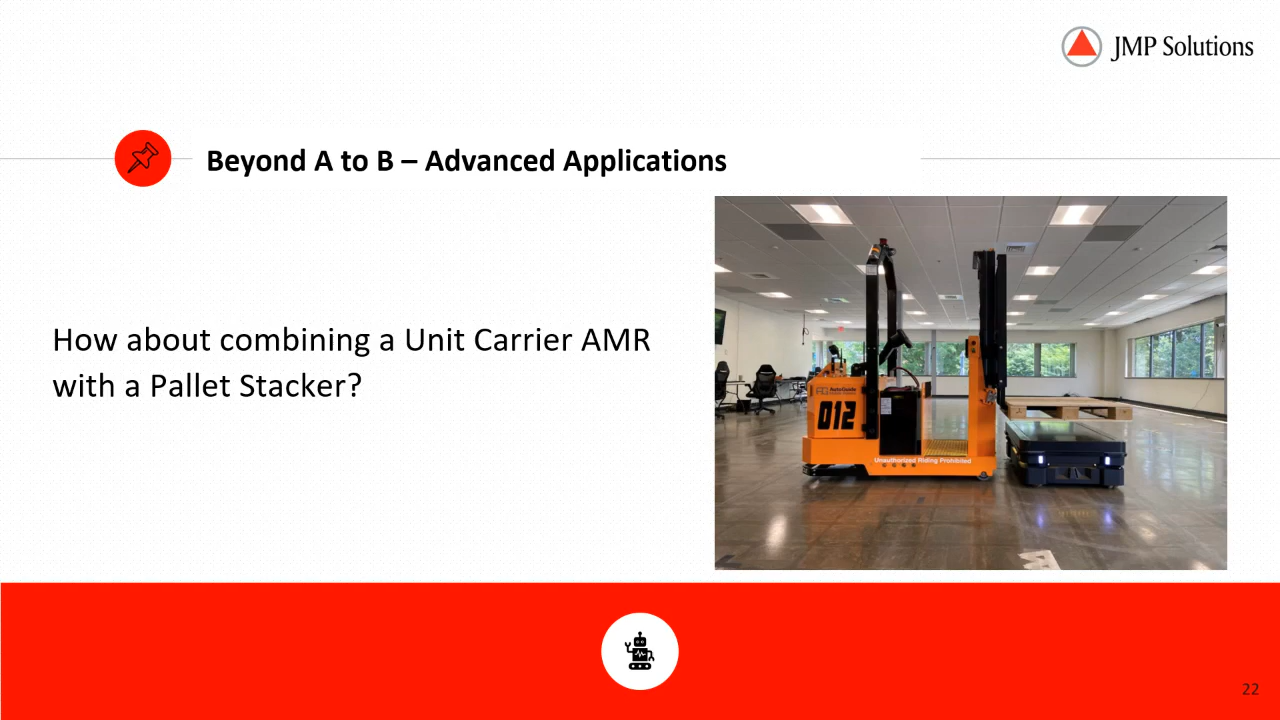 JMP Solutions
Beyond A to B – Advanced Applications
How about combining a Unit Carrier AMR
with a Pallet Stacker?
AutoGuide
012
Unauthorized Riding Prohibited
22